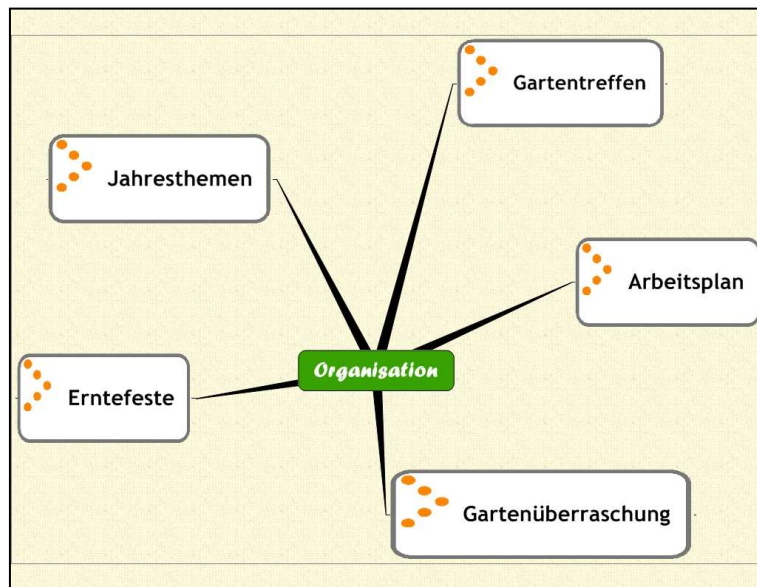 Gartentreffen
Jahresthemen
Arbeitsplan
Organisation
Erntefeste
Gartenüberraschung